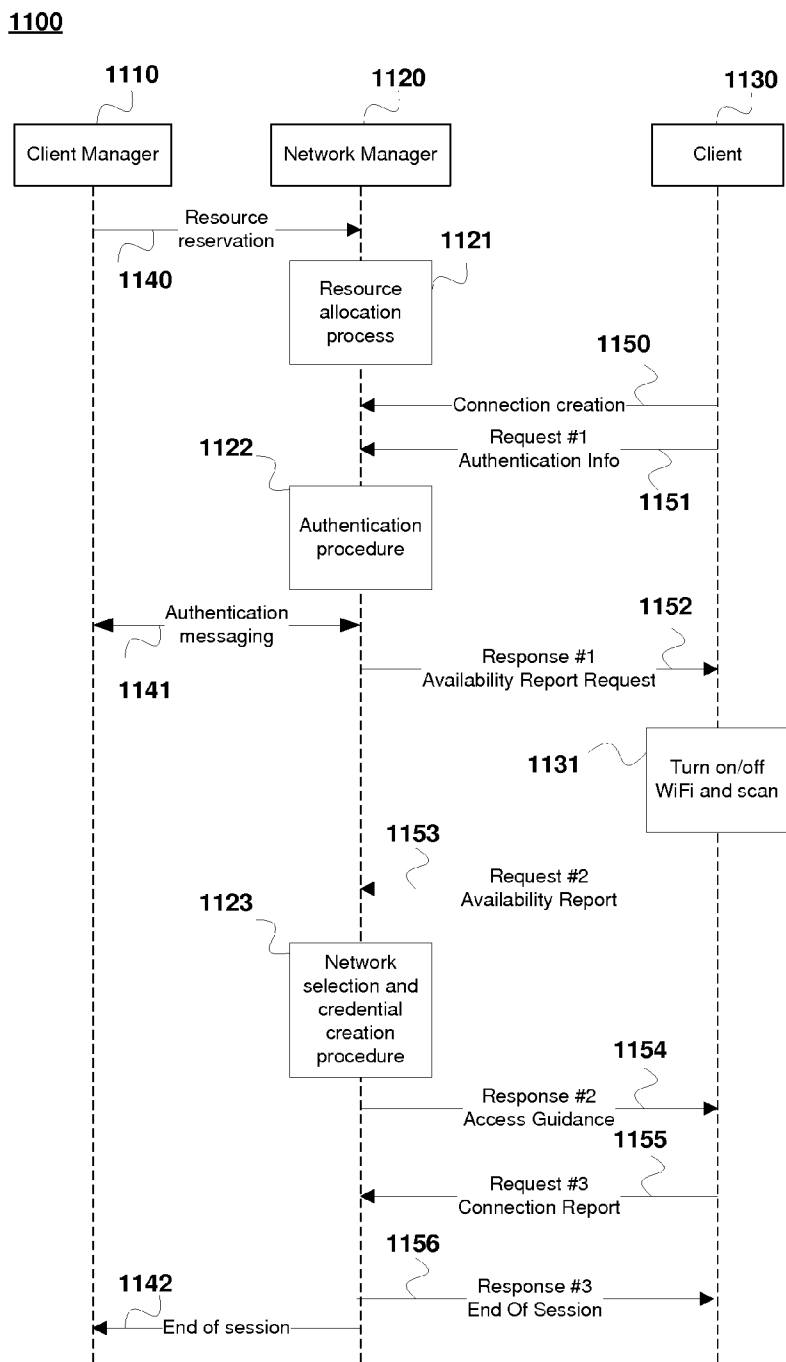 1100
1110
1120
1130
Client Manager
Network Manager
Client
Resource
reservation
1140
1121
Resource
allocation
process
1150
Connection creation
Request #1
Authentication Info
1151
1122
Authentication
procedure
Authentication
messaging
1141
1152
Response #1
Availability Report Request
1131
Turn on/off
WiFi and scan
1153
Request #2
Availability Report
1123
Network
selection and
credential
creation
procedure
1154
Response #2
Access Guidance
1155
Request #3
Connection Report
1156
Response #3
End Of Session
1142
End of session